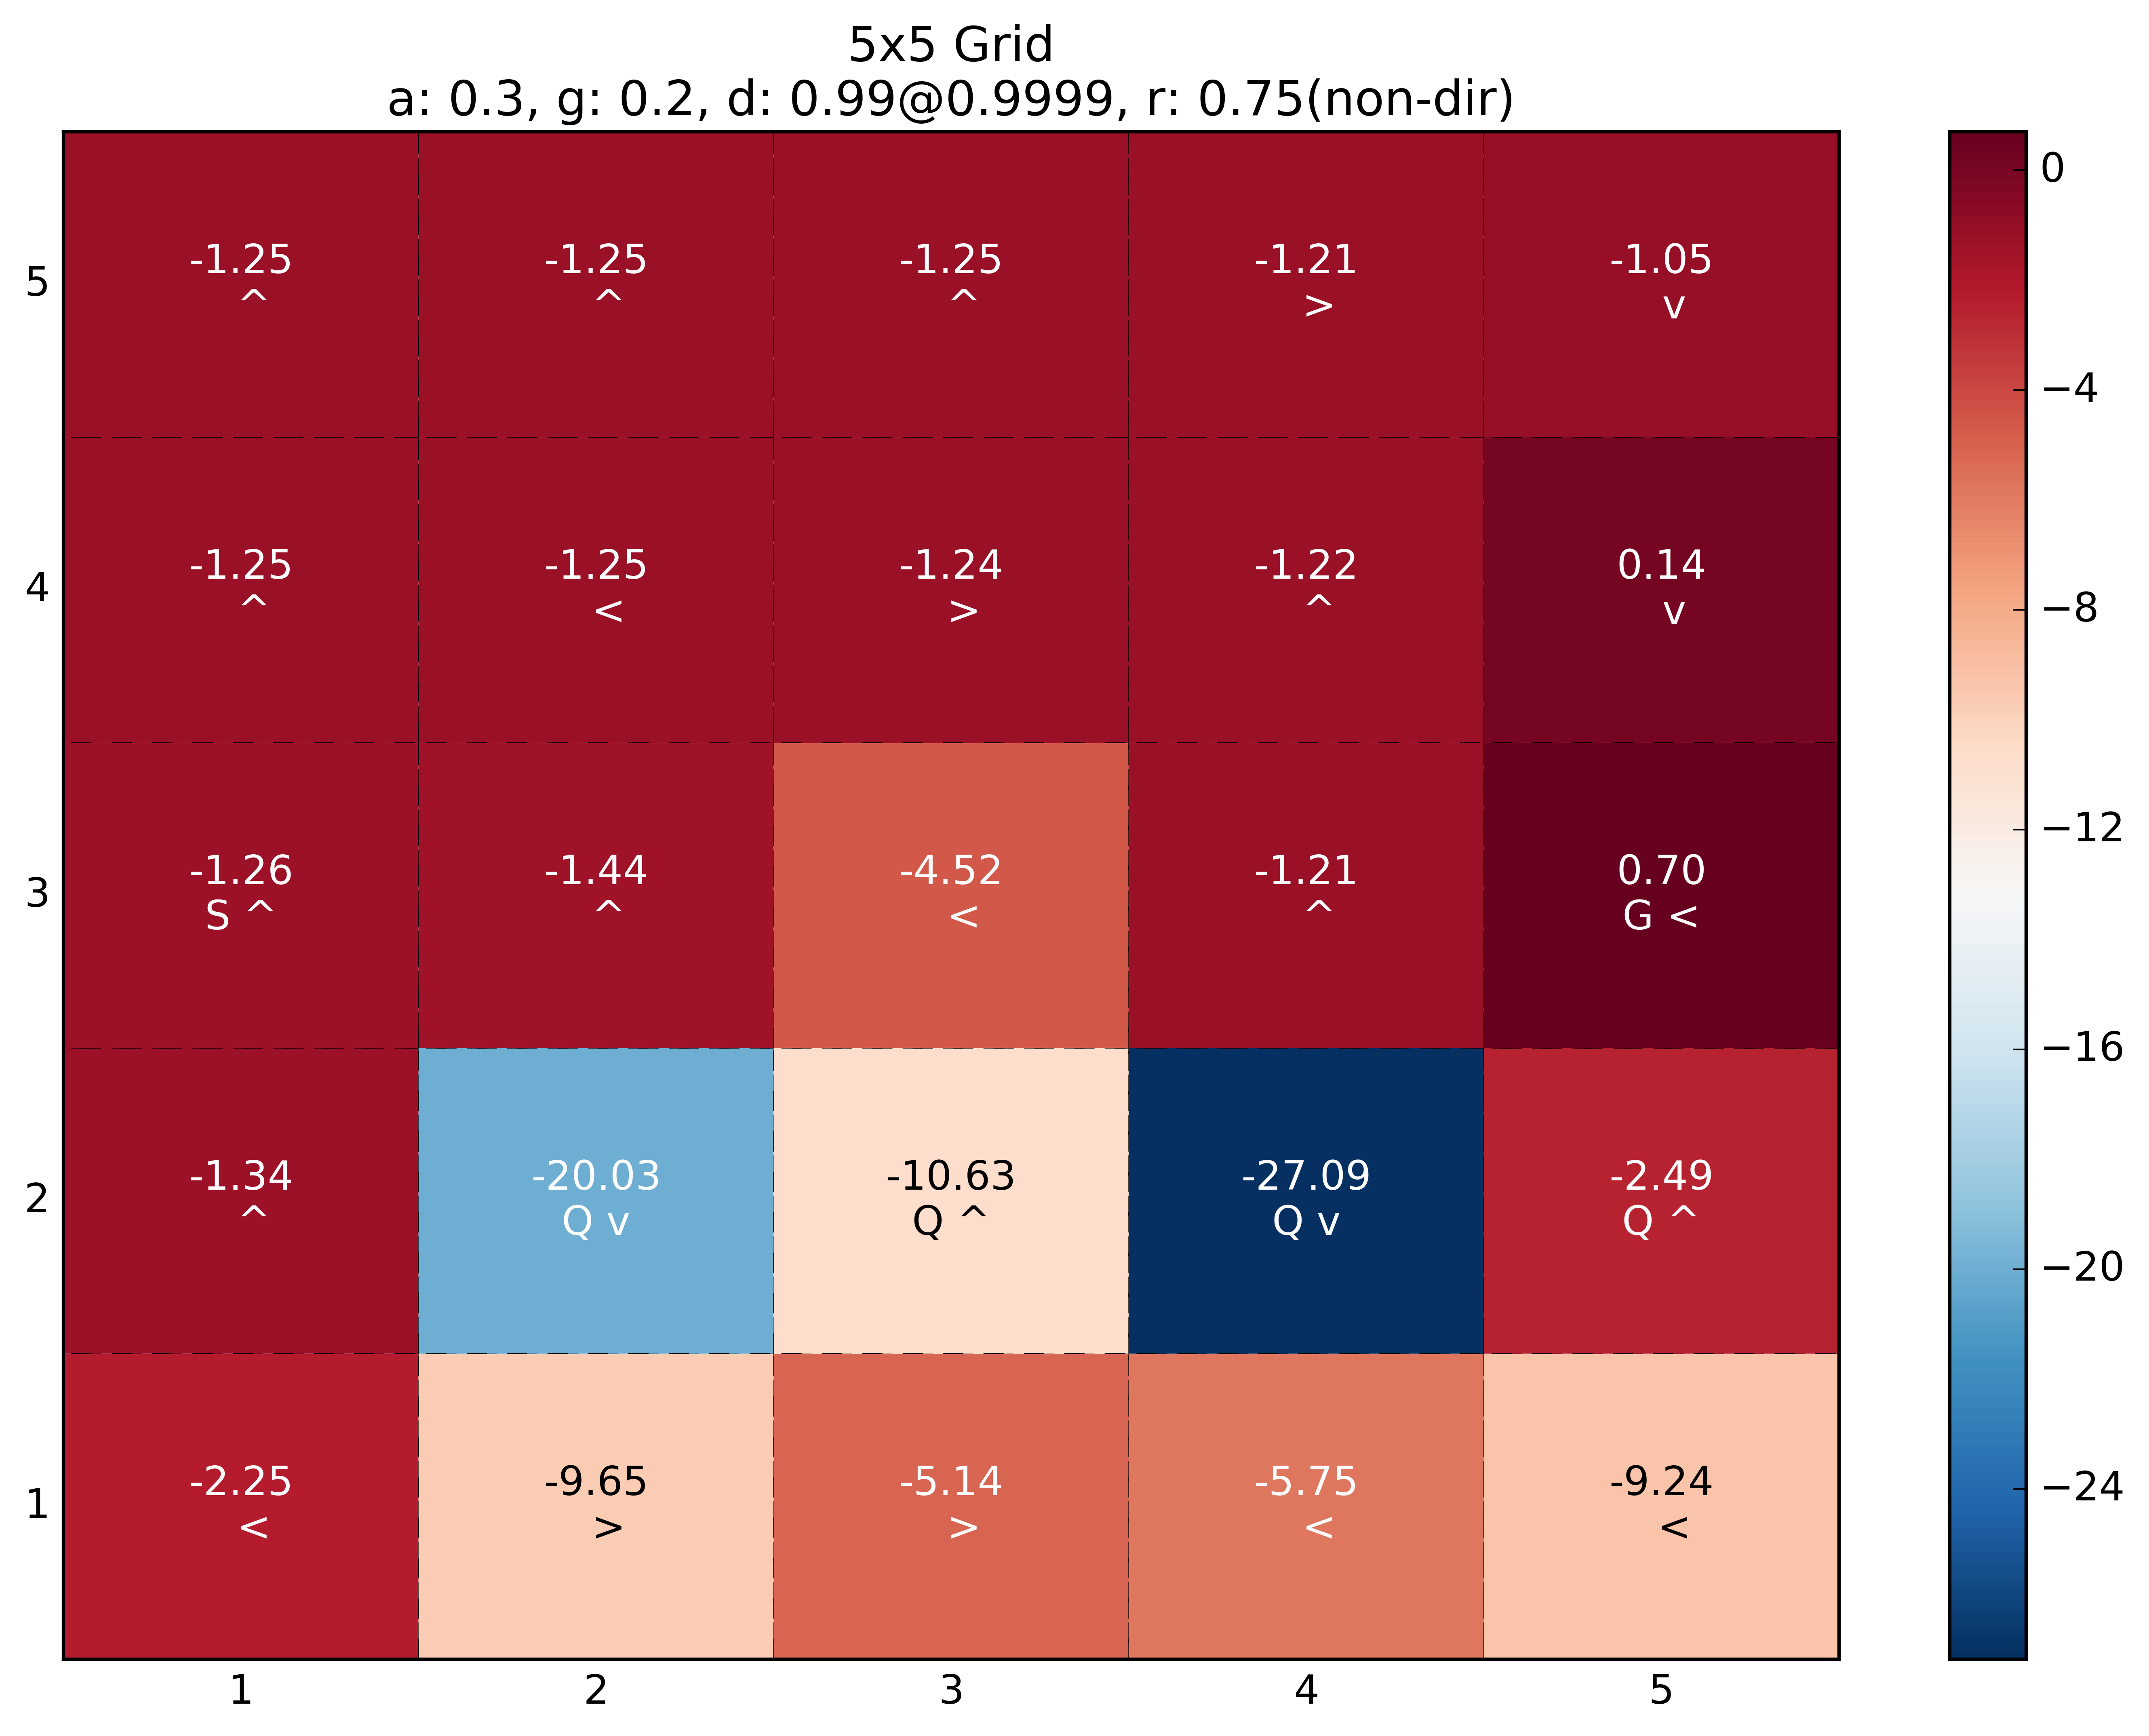 5x5 Grid
a: 0.3, g: 0.2, d: 0.99@0.9999, r: 0.75(non-dir)
5 -1.25 -1.25 -1.25 -1.21 -1.05
^ ^ ^ > v
4 -1.25 -1.25 -1.24 -1.22 0.14
^ < > ^ v
3 -1.26 -1.44 -4.52 -1.21 0.70
S ^ ^ < ^ G <
2 -1.34 -20.03 -10.63 -27.09 -2.49
^ Q v Q ^ Q v Q ^
1 -2.25 -9.65 -5.14 -5.75 -9.24
< > > < <
1 2 3 4 5
0
−4
−8
−12
−16
−20
−24